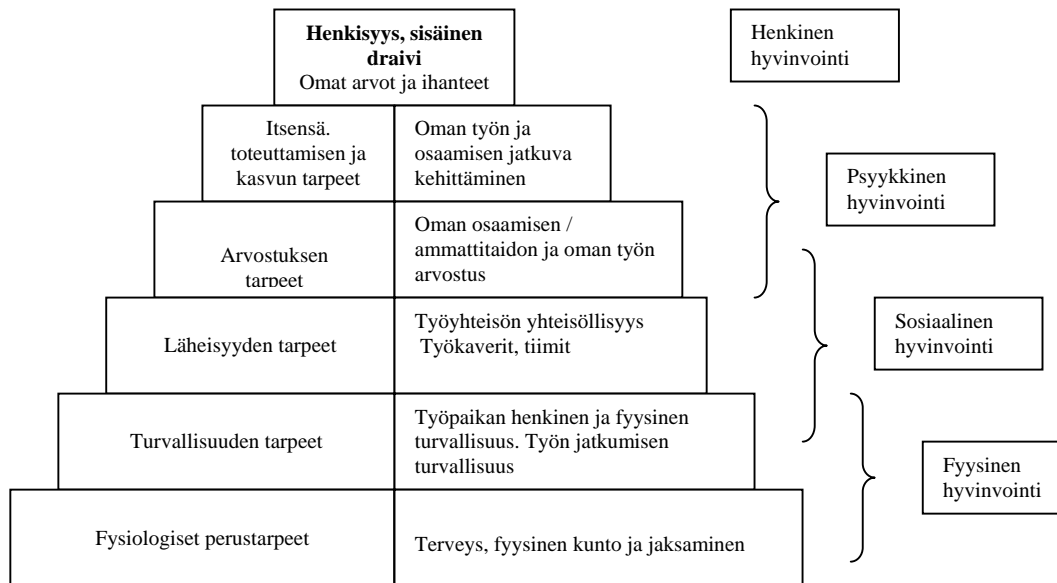 Henkisyys, sisäinen
draivi
Omat arvot ja ihanteet
Henkinen
hyvinvointi
Itsensä.
toteuttamisen ja
kasvun tarpeet
Oman työn ja
osaamisen jatkuva
kehittäminen
Psyykkinen
hyvinvointi
Arvostuksen
tarpeet
Oman osaamisen /
ammattitaidon ja oman työn
arvostus
Läheisyyden tarpeet
Työyhteisön yhteisöllisyys
Työkaverit, tiimit
Sosiaalinen
hyvinvointi
Turvallisuuden tarpeet
Työpaikan henkinen ja fyysinen
turvallisuus. Työn jatkumisen
turvallisuus
Fyysinen
hyvinvointi
Fysiologiset perustarpeet
Terveys, fyysinen kunto ja jaksaminen